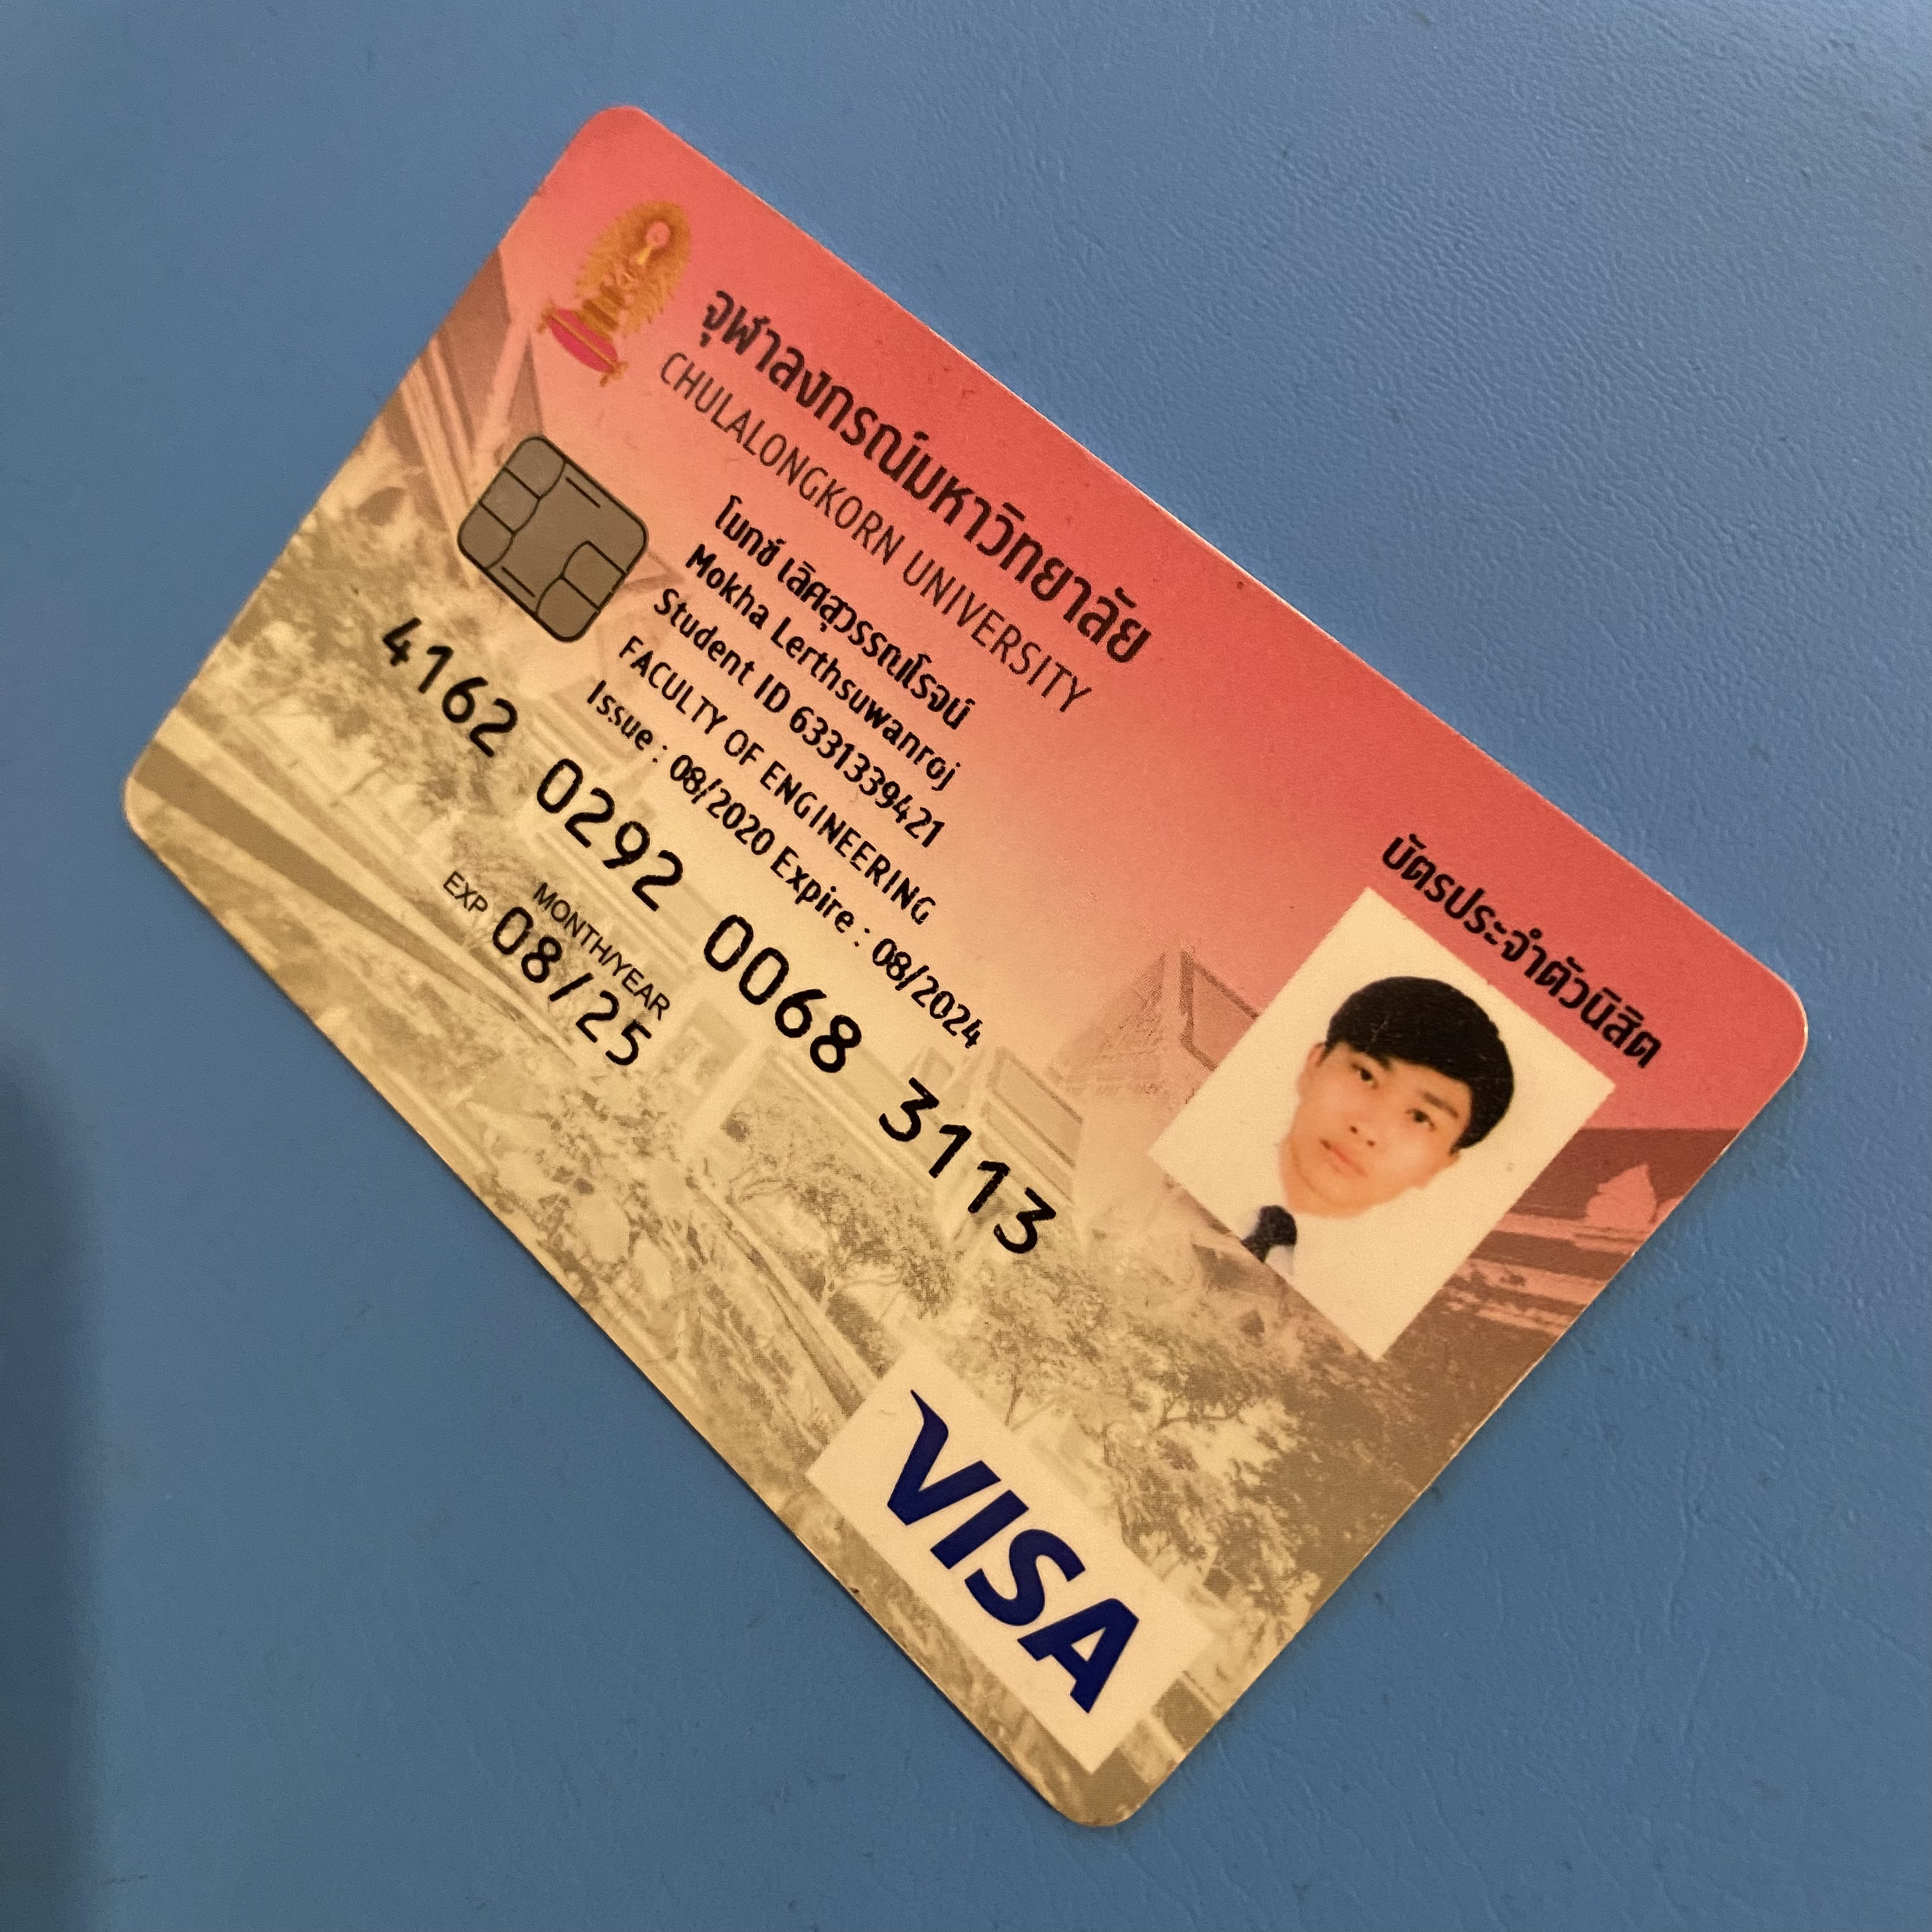 จุฬาลงกรณ์มหาวิทยาลัย
CHULALONGKORN UNIVERSITY
โมกข์ เลิศสุวรรณโรจน์
Mokha Lerthsuwanroj
Student ID 6331339421
FACULTY OF ENGINEERING
Issue : 08/2020 Expire : 08/2024
4162 0292 0068 3113
MONTH/YEAR
EXP 08/25
บัตรประจำตัวนิสิต
VISA